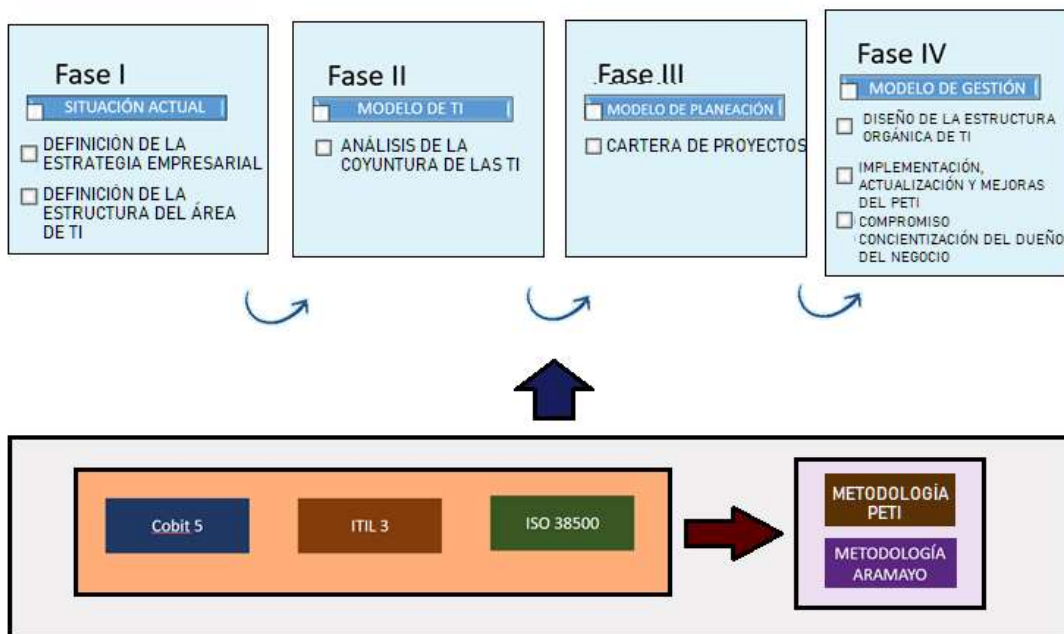 Fase I
SITUACIÓN ACTUAL
DEFINICIÓN DE LA
ESTRATEGIA EMPRESARIAL
DEFINICIÓN DE LA
ESTRUCTURA DEL ÁREA
DE TI
Fase II
MODELO DE TI
ANÁLISIS DE LA
COYUNTURA DE LAS TI
Fase III
MODELO DE PLANEACIÓN
CARTERA DE PROYECTOS
Fase IV
MODELO DE GESTIÓN
DISEÑO DE LA ESTRUCTURA
ORGÁNICA DE TI
IMPLEMENTACIÓN,
ACTUALIZACIÓN Y MEJORAS
DEL PETI
COMPROMISO
CONCIENTIZACIÓN DEL DUEÑO
DEL NEGOCIO
Cobit 5
ITIL 3
ISO 38500
METODOLOGÍA
PETI
METODOLOGÍA
ARAMAYO